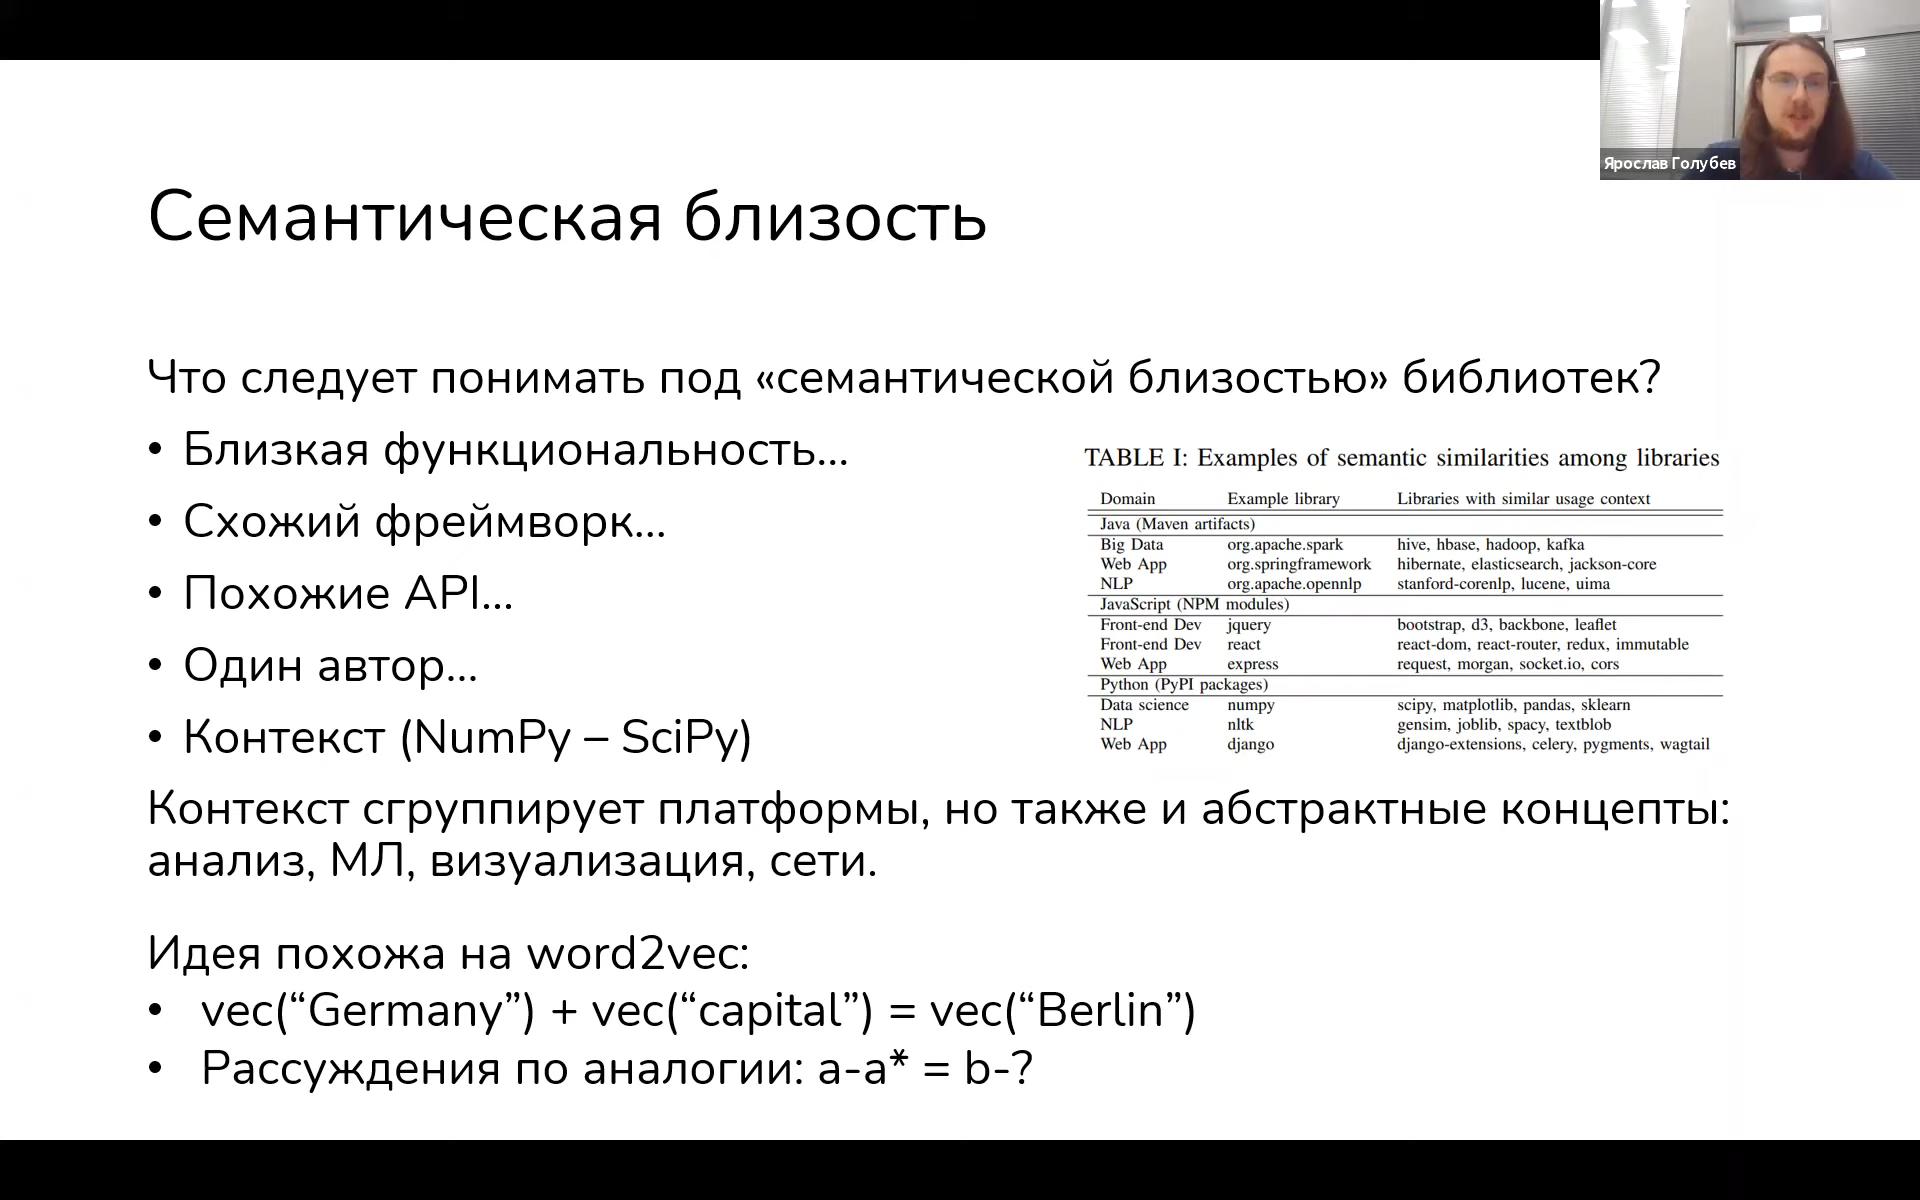 Ярослав Голубев
Семантическая близость
Что следует понимать под «семантической близостью» библиотек?
• Близкая функциональность...
• Схожий фреймворк...
• Похожие API...
• Один автор...
• Контекст (NumPy – SciPy)
TABLE I: Examples of semantic similarities among libraries
Domain Example library Libraries with similar usage context
Java (Maven artifacts)
Big Data org.apache.spark hive, hbase, hadoop, kafka
Web App org.springframework hibernate, elasticsearch, jackson-core
NLP org.apache.opennlp stanford-corenlp, lucene, uima
JavaScript (NPM modules)
Front-end Dev jquery bootstrap, d3, backbone, leaflet
Front-end Dev react react-dom, react-router, redux, immutable
Web App express request, morgan, socket.io, cors
Python (PyPI packages)
Data science numpy scipy, matplotlib, pandas, sklearn
NLP nltk gensim, joblib, spacy, textblob
Web App django django-extensions, celery, pygments, wagtail
Контекст сгруппирует платформы, но также и абстрактные концепты:
анализ, МЛ, визуализация, сети.
Идея похожа на word2vec:
• vec(“Germany”) + vec(“capital”) = vec(“Berlin”)
• Рассуждения по аналогии: a-a* = b-?